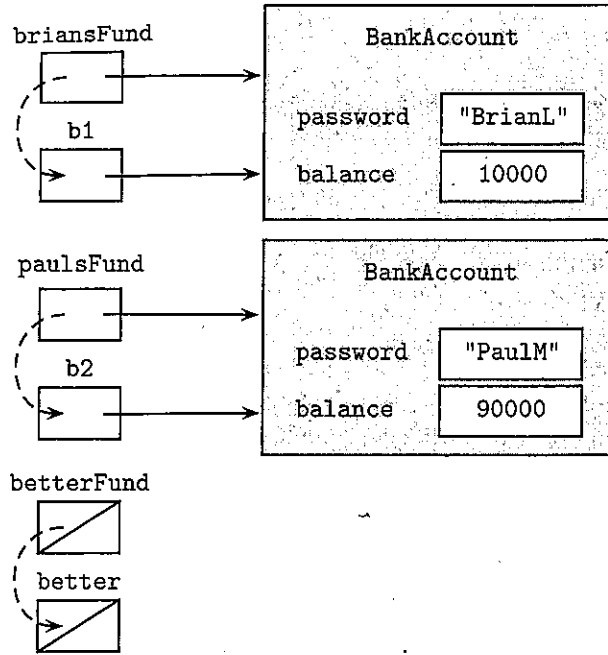 briansFund
BankAccount
password "BrianL"
b1
balance 10000
paulsFund
BankAccount
password "PaulM"
b2
balance 90000
betterFund
better